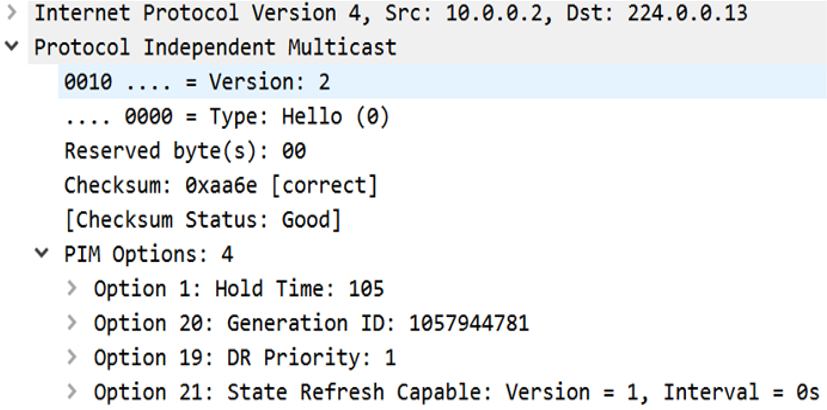 Internet Protocol Version 4, Src: 10.0.0.2, Dst: 224.0.0.13
Protocol Independent Multicast
0010 .... = Version: 2
.... 0000 = Type: Hello (0)
Reserved byte(s): 00
Checksum: 0xaa6e [correct]
[Checksum Status: Good]
PIM Options: 4
Option 1: Hold Time: 105
Option 20: Generation ID: 1057944781
Option 19: DR Priority: 1
Option 21: State Refresh Capable: Version = 1, Interval = 0s